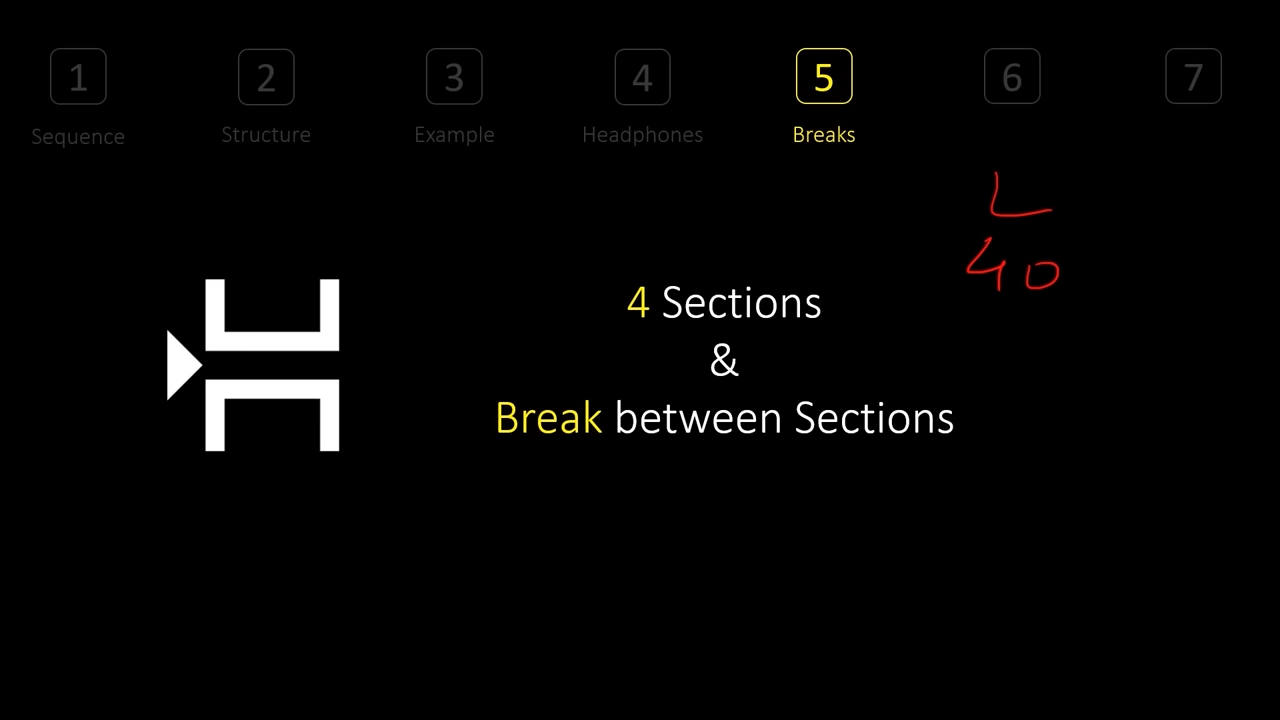 1 2 3 4 5 6 7
Sequence Structure Example Headphones Breaks
L
40
4 Sections
&
Break between Sections